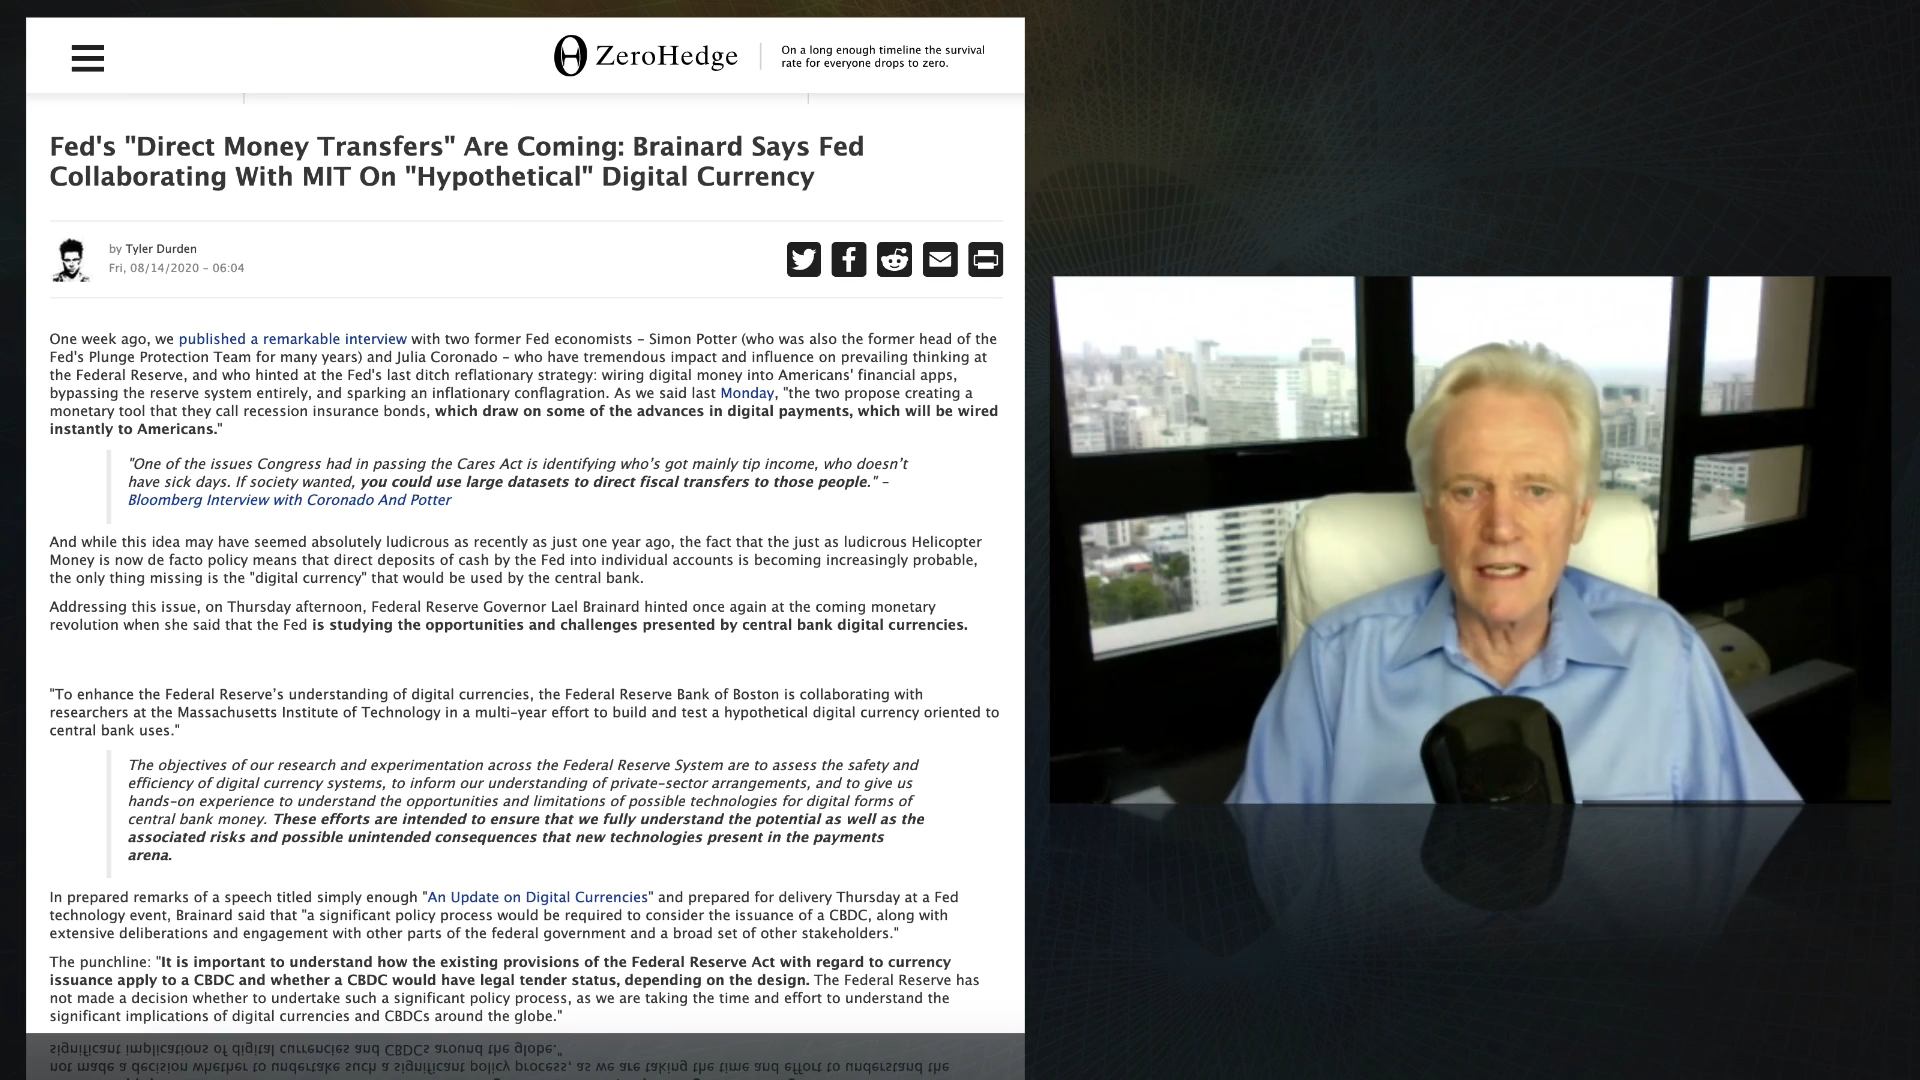 ZeroHedge
On a long enough timeline the survival
rate for everyone drops to zero.
Fed's "Direct Money Transfers" Are Coming: Brainard Says Fed
Collaborating With MIT On "Hypothetical" Digital Currency
by Tyler Durden
Fri, 08/14/2020 - 06:04
One week ago, we published a remarkable interview with two former Fed economists – Simon Potter (who was also the former head of the
Fed's Plunge Protection Team for many years) and Julia Coronado – who have tremendous impact and influence on prevailing thinking at
the Federal Reserve, and who hinted at the Fed's last ditch reflationary strategy: wiring digital money into Americans' financial apps,
bypassing the reserve system entirely, and sparking an inflationary conflagration. As we said last Monday, "the two propose creating a
monetary tool that they call recession insurance bonds, which draw on some of the advances in digital payments, which will be wired
instantly to Americans."
"One of the issues Congress had in passing the Cares Act is identifying who's got mainly tip income, who doesn't
have sick days. If society wanted, you could use large datasets to direct fiscal transfers to those people." –
Bloomberg Interview with Coronado And Potter
And while this idea may have seemed absolutely ludicrous as recently as just one year ago, the fact that the just as ludicrous Helicopter
Money is now de facto policy means that direct deposits of cash by the Fed into individual accounts is becoming increasingly probable,
the only thing missing is the "digital currency" that would be used by the central bank.
Addressing this issue, on Thursday afternoon, Federal Reserve Governor Lael Brainard hinted once again at the coming monetary
revolution when she said that the Fed is studying the opportunities and challenges presented by central bank digital currencies.
"To enhance the Federal Reserve's understanding of digital currencies, the Federal Reserve Bank of Boston is collaborating with
researchers at the Massachusetts Institute of Technology in a multi-year effort to build and test a hypothetical digital currency oriented to
central bank uses."
The objectives of our research and experimentation across the Federal Reserve System are to assess the safety and
efficiency of digital currency systems, to inform our understanding of private-sector arrangements, and to give us
hands-on experience to understand the opportunities and limitations of possible technologies for digital forms of
central bank money. These efforts are intended to ensure that we fully understand the potential as well as the
associated risks and possible unintended consequences that new technologies present in the payments
arena.
In prepared remarks of a speech titled simply enough "An Update on Digital Currencies" and prepared for delivery Thursday at a Fed
technology event, Brainard said that "a significant policy process would be required to consider the issuance of a CBDC, along with
extensive deliberations and engagement with other parts of the federal government and a broad set of other stakeholders."
The punchline: "It is important to understand how the existing provisions of the Federal Reserve Act with regard to currency
issuance apply to a CBDC and whether a CBDC would have legal tender status, depending on the design. The Federal Reserve has
not made a decision whether to undertake such a significant policy process, as we are taking the time and effort to understand the
significant implications of digital currencies and CBDCs around the globe."